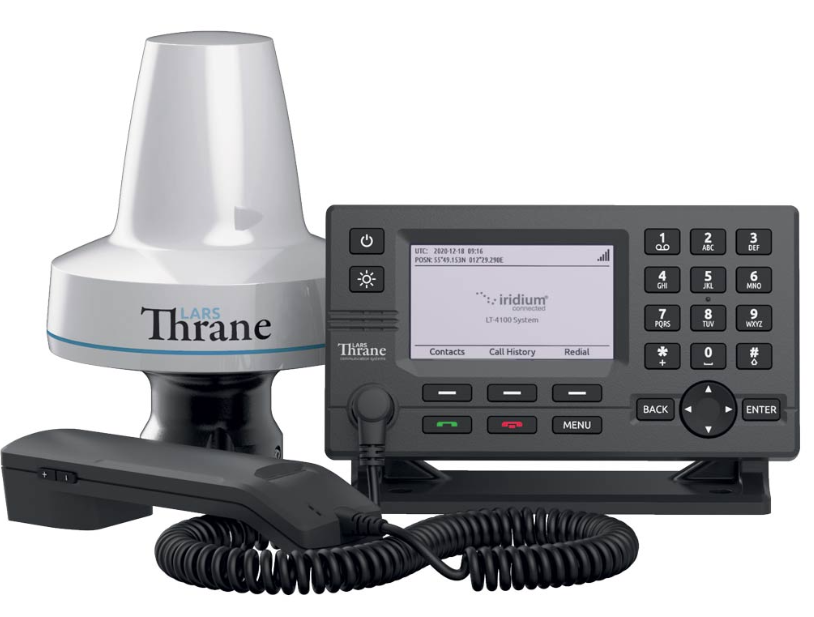 LARS
Thrane
UTC: 2020-12-18 09:16
POSN: 55°49.153N 012°29.290E
iridium®
connected
LT-4100 System
Contacts Call History Redial
LARS
Thrane
communication systems
1
2 ABC
3 DEF
4 GHI
5 JKL
6 MNO
7 PQRS
8 TUV
9 WXYZ
* +
0
#
BACK
ENTER
MENU
+ -